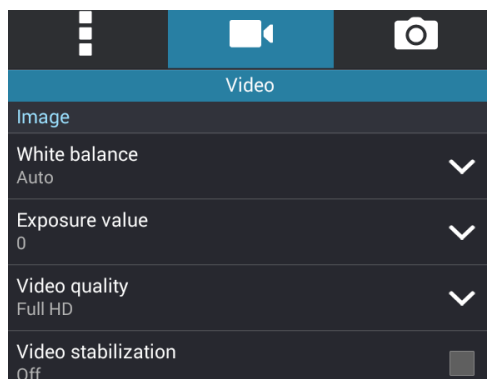 Video
Image
White balance
Auto
Exposure value
0
Video quality
Full HD
Video stabilization
Off